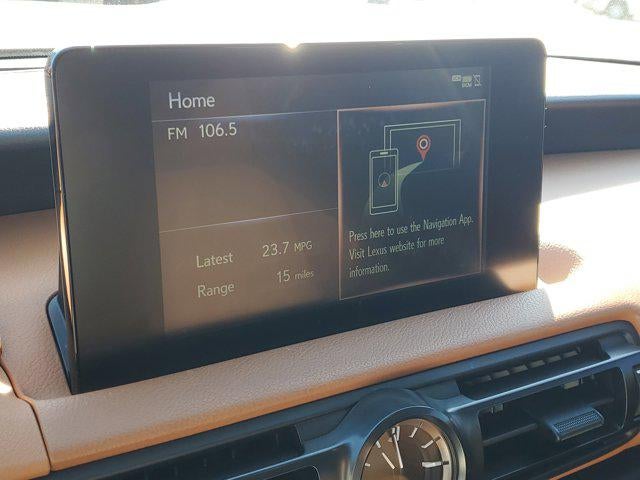 Home
FM 106.5
Latest 23.7 MPG
Range 15 miles
Press here to use the Navigation App.
Visit Lexus website for more
information.